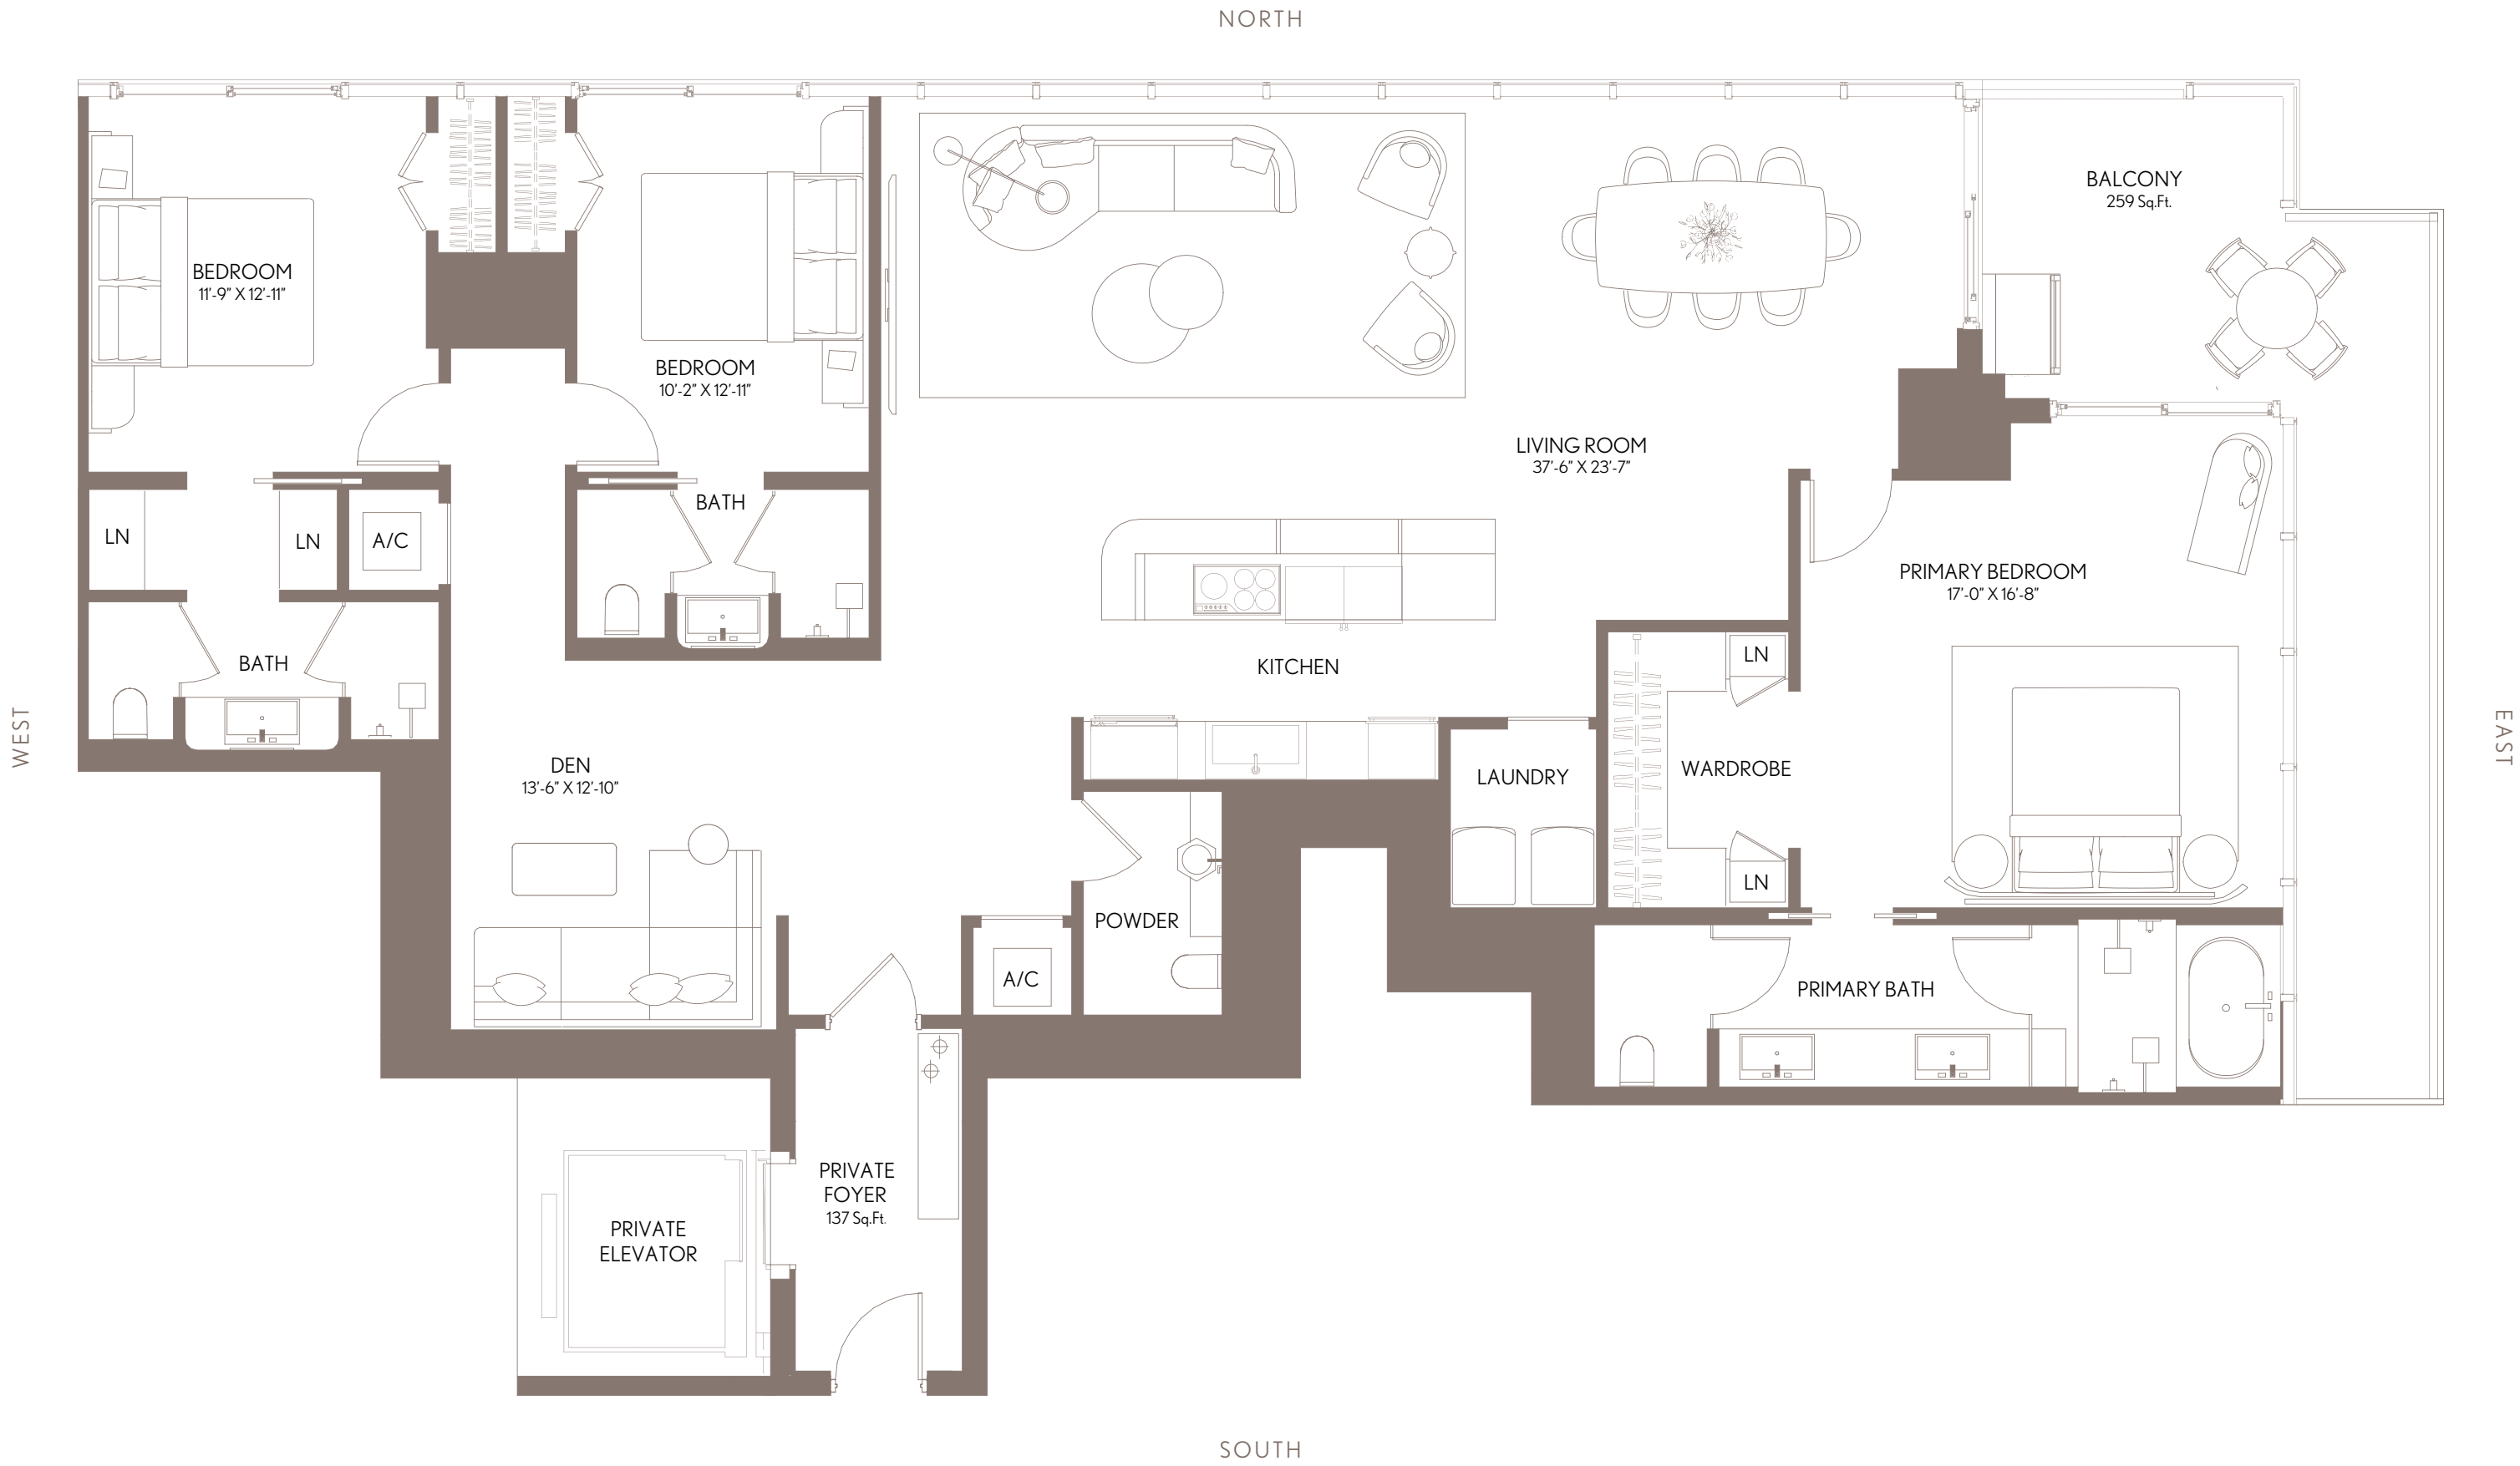 NORTH
BALCONY
259 Sq.Ft.
BEDROOM
11'-9" X 12'-11"
BEDROOM
10'-2" X 12'-11"
LIVING ROOM
37'-6" X 23'-7"
BATH
LN
LN
A/C
PRIMARY BEDROOM
17'-0" X 16'-8"
BATH
KITCHEN
LN
WEST
EAST
DEN
13'-6" X 12'-10"
LAUNDRY
WARDROBE
LN
POWDER
A/C
PRIMARY BATH
PRIVATE
FOYER
137 Sq.Ft.
PRIVATE
ELEVATOR
SOUTH